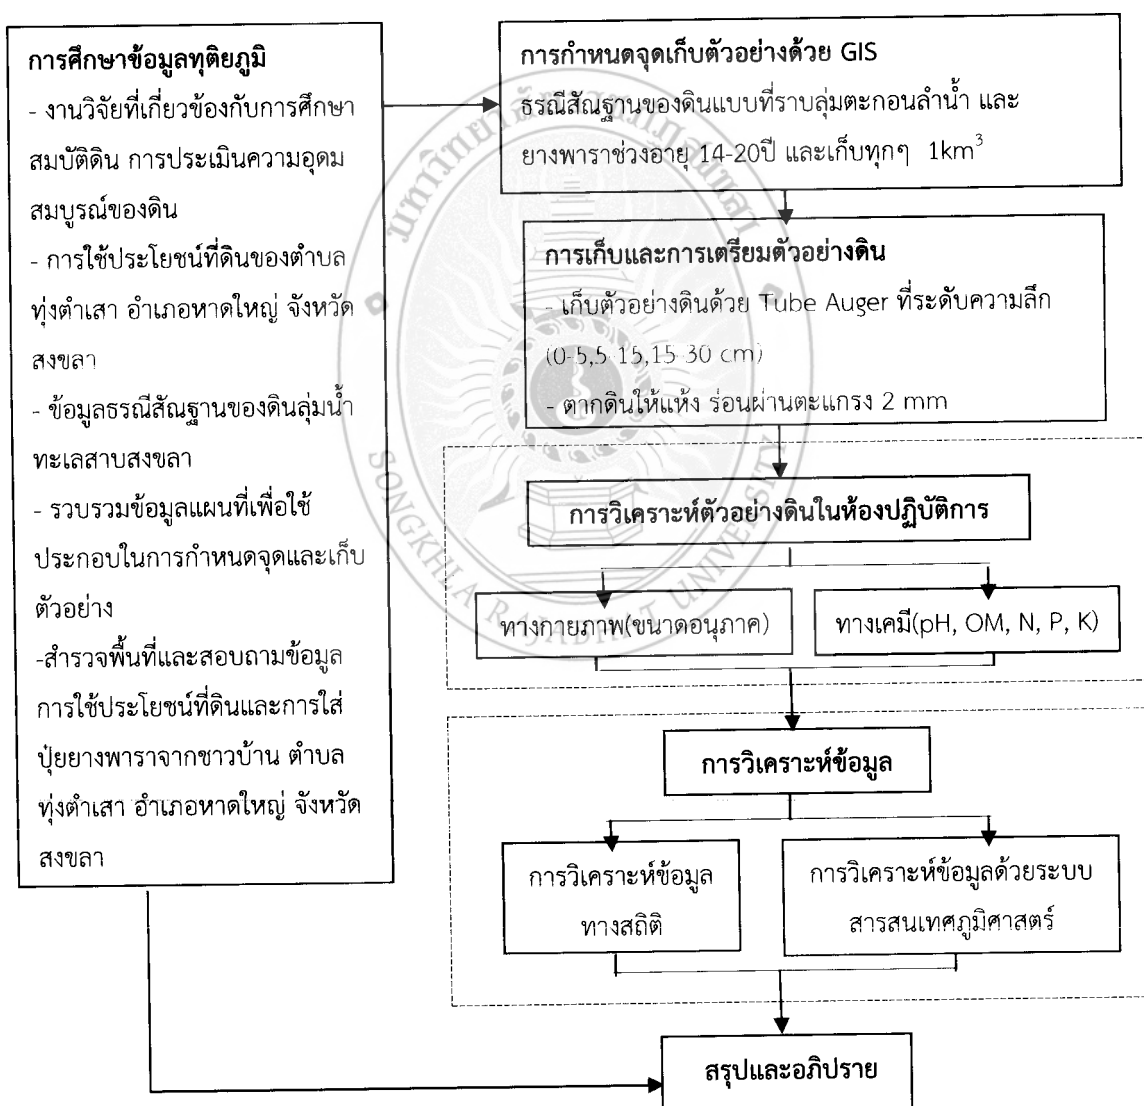 การศึกษาข้อมูลทุติยภูมิ
- งานวิจัยที่เกี่ยวข้องกับการศึกษา
สมบัติดิน การประเมินความอุดม
สมบูรณ์ของดิน
- การใช้ประโยชน์ที่ดินของตำบล
ทุ่งตำเสา อำเภอหาดใหญ่ จังหวัด
สงขลา
- ข้อมูลธรณีสัณฐานของดินลุ่มน้ำ
ทะเลสาบสงขลา
- รวบรวมข้อมูลแผนที่เพื่อใช้
ประกอบในการกำหนดจุดและเก็บ
ตัวอย่าง
-สำรวจพื้นที่และสอบถามข้อมูล
การใช้ประโยชน์ที่ดินและการใส่
ปุ๋ยยางพาราจากชาวบ้าน ตำบล
ทุ่งตำเสา อำเภอหาดใหญ่ จังหวัด
สงขลา
การกำหนดจุดเก็บตัวอย่างด้วย GIS
ธรณีสัณฐานของดินแบบที่ราบลุ่มตะกอนลำน้ำ และ
ยางพาราช่วงอายุ 14-20ปี และเก็บทุกๆ 1km³
การเก็บและการเตรียมตัวอย่างดิน
- เก็บตัวอย่างดินด้วย Tube Auger ที่ระดับความลึก
(0-5,5-15,15-30 cm)
- ตากดินให้แห้ง ร่อนผ่านตะแกรง 2 mm
การวิเคราะห์ตัวอย่างดินในห้องปฏิบัติการ
ทางกายภาพ(ขนาดอนุภาค)
ทางเคมี(pH, OM, N, P, K)
การวิเคราะห์ข้อมูล
การวิเคราะห์ข้อมูล
ทางสถิติ
การวิเคราะห์ข้อมูลด้วยระบบ
สารสนเทศภูมิศาสตร์
สรุปและอภิปราย
มหาวิทยาลัยราชภัฏสงขลา
SONGKHLA RAJABHAT UNIVERSITY